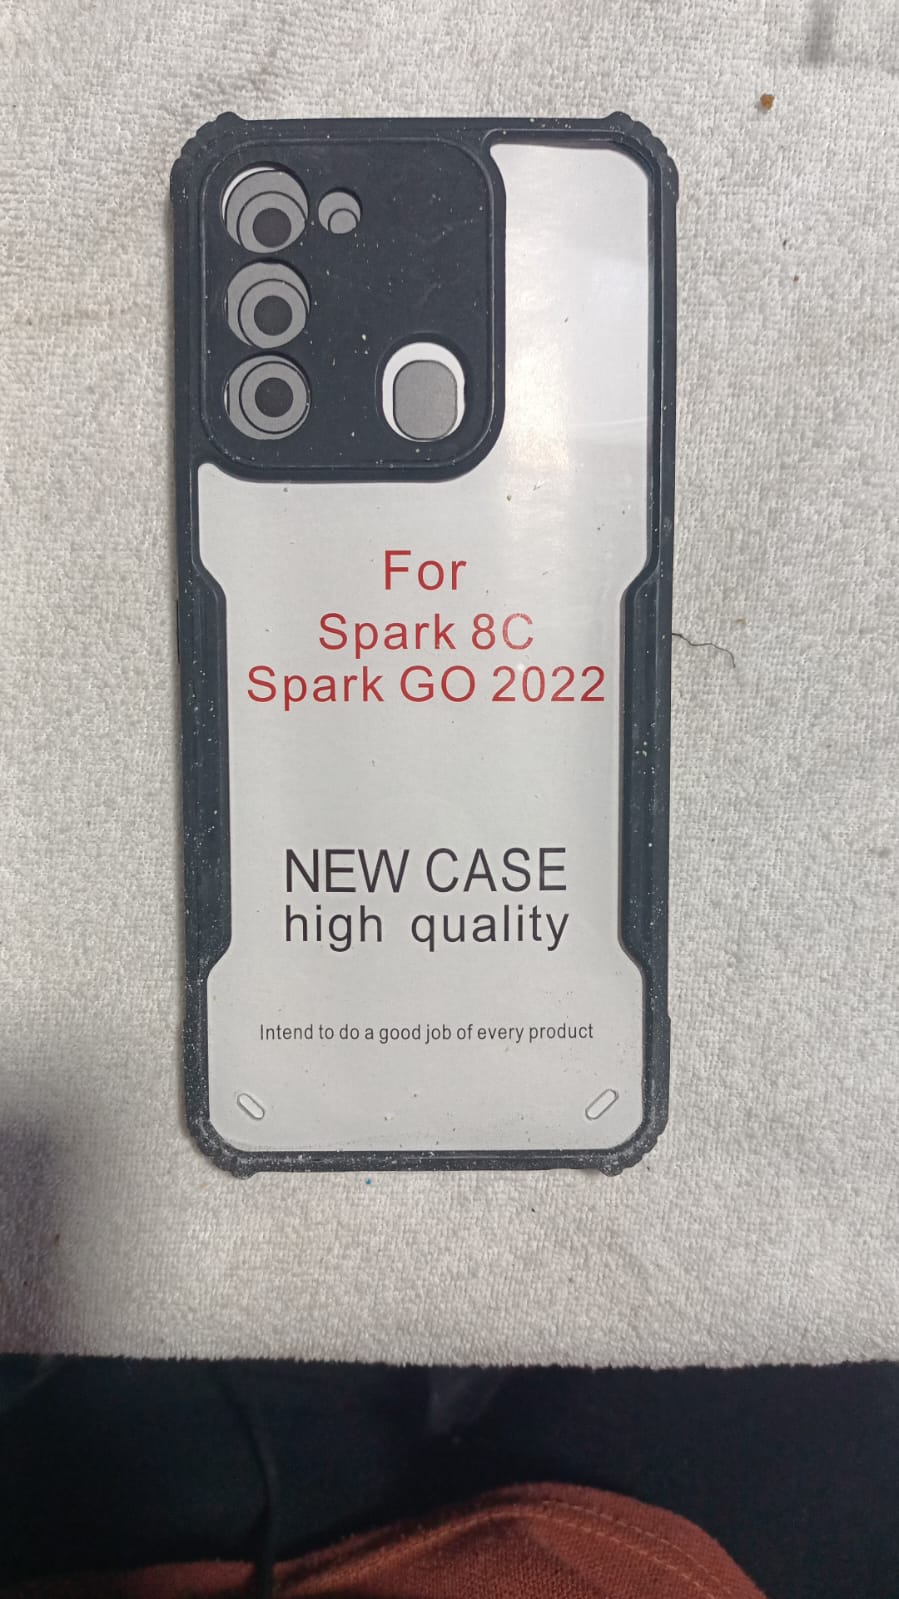 For
Spark 8C
Spark GO 2022
NEW CASE
high quality
Intend to do a good job of every product